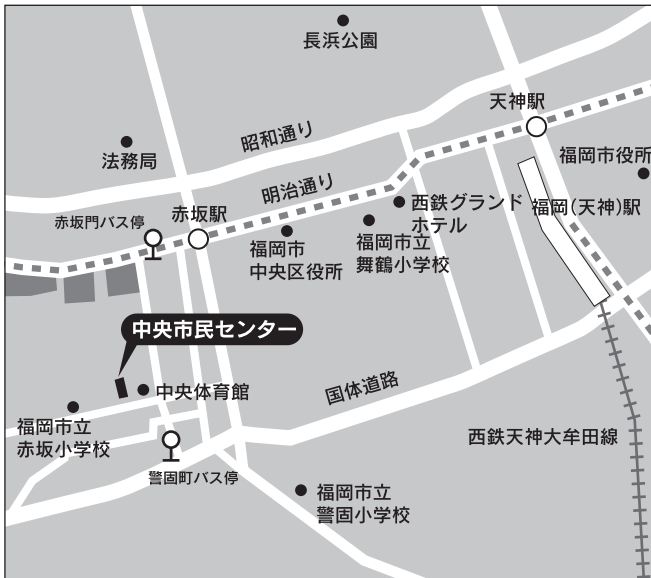 長浜公園
天神駅
昭和通り
法務局
福岡市役所
明治通り
西鉄グランド
ホテル
福岡(天神)駅
赤坂門バス停
赤坂駅
福岡市
中央区役所
福岡市立
舞鶴小学校
中央市民センター
中央体育館
国体道路
福岡市立
赤坂小学校
西鉄天神大牟田線
警固町バス停
福岡市立
警固小学校